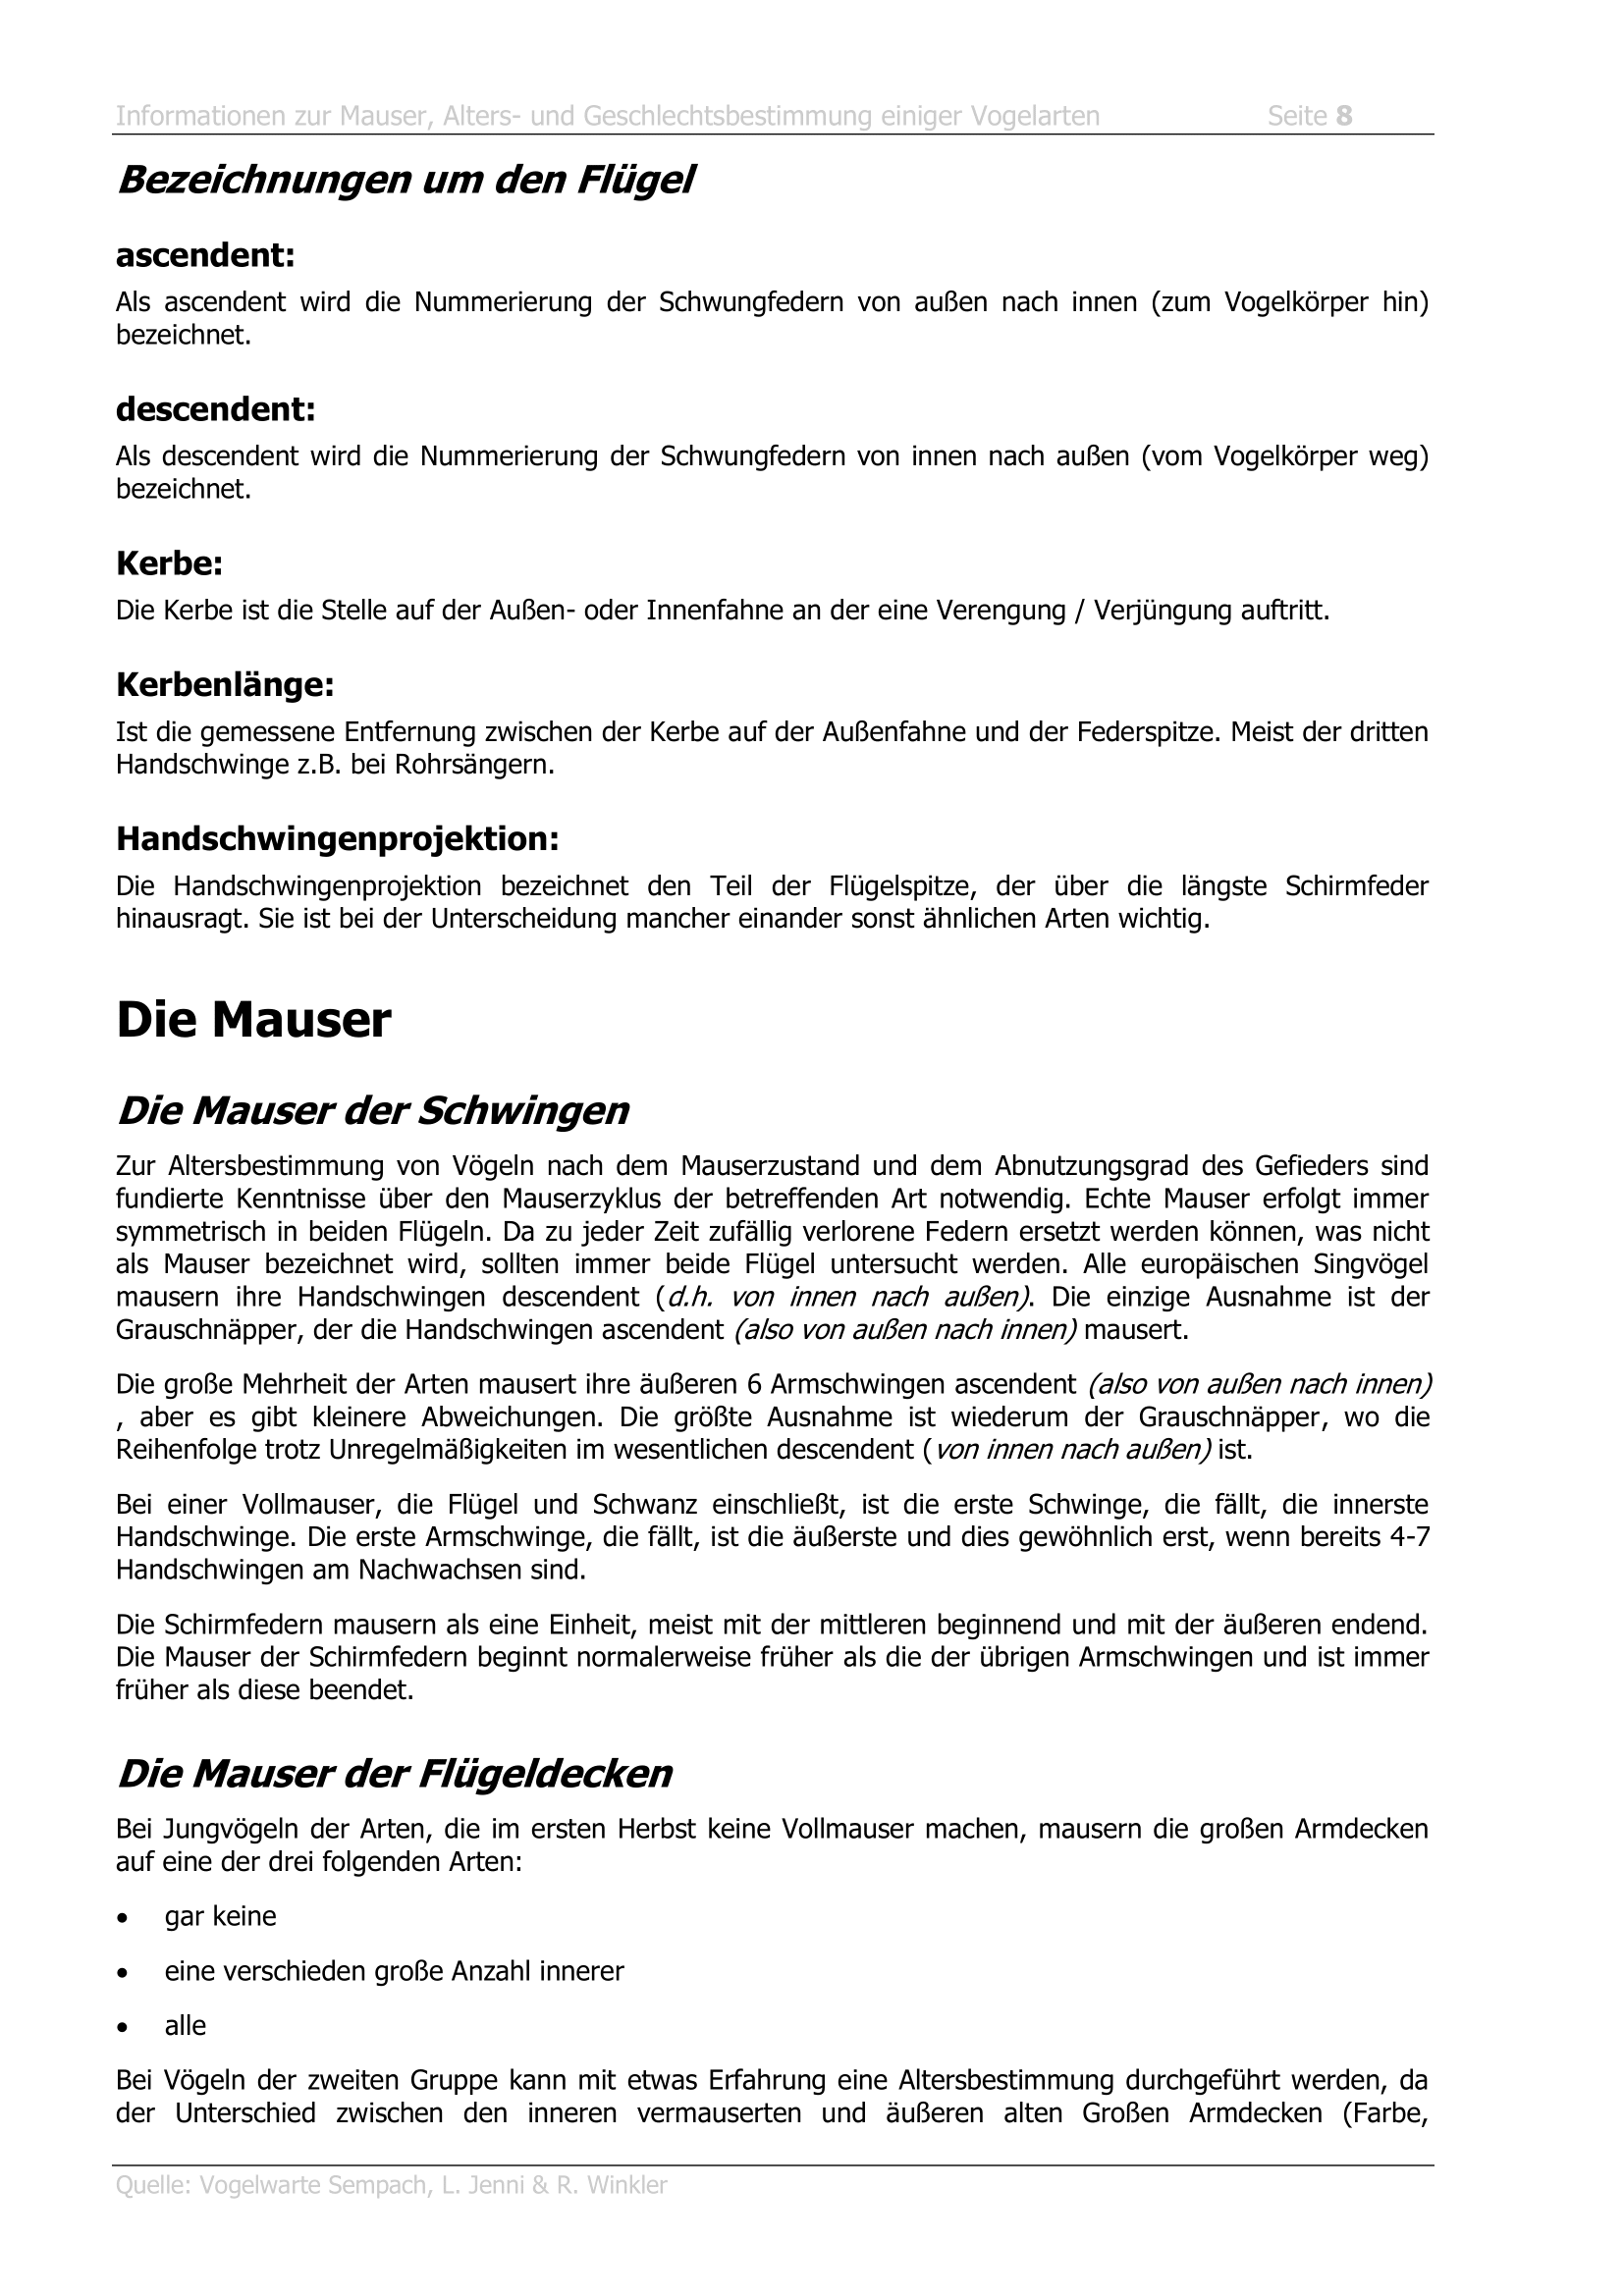 Informationen zur Mauser, Alters- und Geschlechtsbestimmung einiger Vogelarten Seite 8
Bezeichnungen um den Flügel
ascendent:
Als ascendent wird die Nummerierung der Schwungfedern von außen nach innen (zum Vogelkörper hin)
bezeichnet.
descendent:
Als descendent wird die Nummerierung der Schwungfedern von innen nach außen (vom Vogelkörper weg)
bezeichnet.
Kerbe:
Die Kerbe ist die Stelle auf der Außen- oder Innenfahne an der eine Verengung / Verjüngung auftritt.
Kerbenlänge:
Ist die gemessene Entfernung zwischen der Kerbe auf der Außenfahne und der Federspitze. Meist der dritten
Handschwinge z.B. bei Rohrsängern.
Handschwingenprojektion:
Die Handschwingenprojektion bezeichnet den Teil der Flügelspitze, der über die längste Schirmfeder
hinausragt. Sie ist bei der Unterscheidung mancher einander sonst ähnlichen Arten wichtig.
Die Mauser
Die Mauser der Schwingen
Zur Altersbestimmung von Vögeln nach dem Mauserzustand und dem Abnutzungsgrad des Gefieders sind
fundierte Kenntnisse über den Mauserzyklus der betreffenden Art notwendig. Echte Mauser erfolgt immer
symmetrisch in beiden Flügeln. Da zu jeder Zeit zufällig verlorene Federn ersetzt werden können, was nicht
als Mauser bezeichnet wird, sollten immer beide Flügel untersucht werden. Alle europäischen Singvögel
mausern ihre Handschwingen descendent (d.h. von innen nach außen). Die einzige Ausnahme ist der
Grauschnäpper, der die Handschwingen ascendent (also von außen nach innen) mausert.
Die große Mehrheit der Arten mausert ihre äußeren 6 Armschwingen ascendent (also von außen nach innen)
, aber es gibt kleinere Abweichungen. Die größte Ausnahme ist wiederum der Grauschnäpper, wo die
Reihenfolge trotz Unregelmäßigkeiten im wesentlichen descendent (von innen nach außen) ist.
Bei einer Vollmauser, die Flügel und Schwanz einschließt, ist die erste Schwinge, die fällt, die innerste
Handschwinge. Die erste Armschwinge, die fällt, ist die äußerste und dies gewöhnlich erst, wenn bereits 4-7
Handschwingen am Nachwachsen sind.
Die Schirmfedern mausern als eine Einheit, meist mit der mittleren beginnend und mit der äußeren endend.
Die Mauser der Schirmfedern beginnt normalerweise früher als die der übrigen Armschwingen und ist immer
früher als diese beendet.
Die Mauser der Flügeldecken
Bei Jungvögeln der Arten, die im ersten Herbst keine Vollmauser machen, mausern die großen Armdecken
auf eine der drei folgenden Arten:
• gar keine
• eine verschieden große Anzahl innerer
• alle
Bei Vögeln der zweiten Gruppe kann mit etwas Erfahrung eine Altersbestimmung durchgeführt werden, da
der Unterschied zwischen den inneren vermauserten und äußeren alten Großen Armdecken (Farbe,
Quelle: Vogelwarte Sempach, L. Jenni & R. Winkler